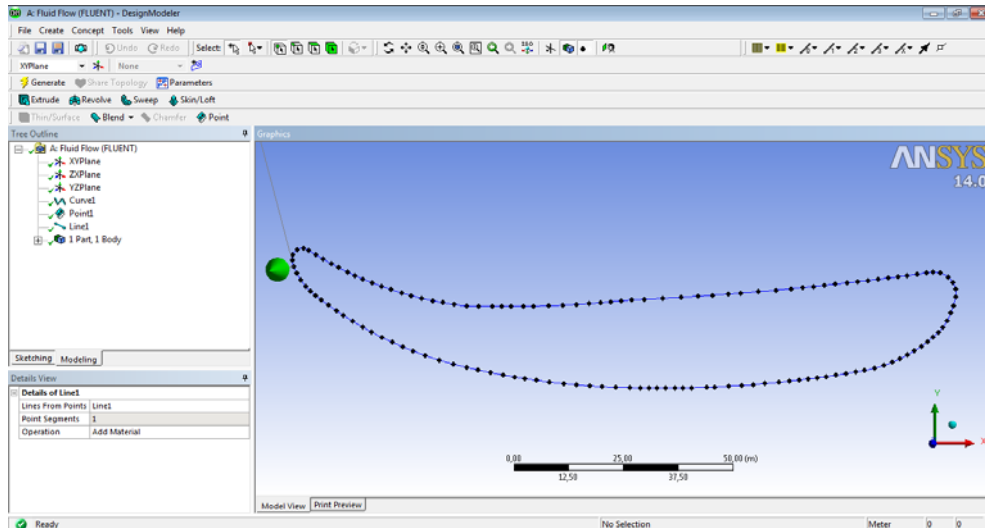 A: Fluid Flow (FLUENT) - DesignModeler
File Create Concept Tools View Help
Undo Redo Select:
XYPlane None
Generate Share Topology Parameters
Extrude Revolve Sweep Skin/Loft
Thin/Surface Blend Chamfer Point
Tree Outline
A: Fluid Flow (FLUENT)
XYPlane
ZXPlane
YZPlane
Curve1
Point1
Line1
1 Part, 1 Body
Sketching Modeling
Details View
Details of Line1
Lines From Points Line1
Point Segments 1
Operation Add Material
Graphics
ANSYS
14.0
Y
X
0,00 25,00 50,00 (m)
12,50 37,50
Model View Print Preview
Ready No Selection Meter 0 0